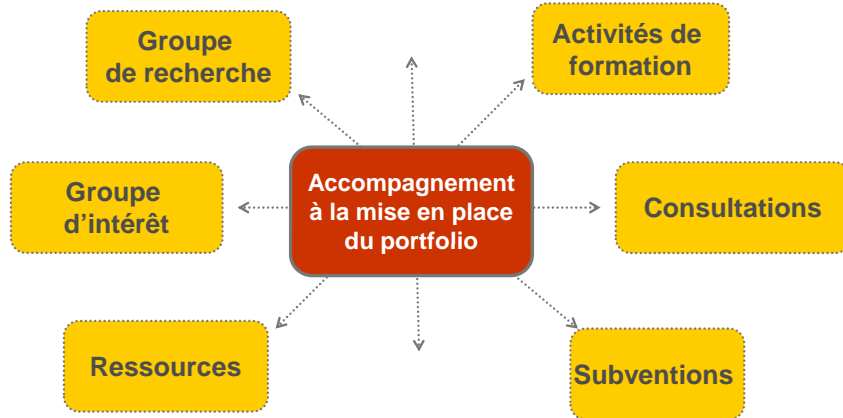 Groupe
de recherche
Activités de
formation
Accompagnement
à la mise en place
du portfolio
Groupe
d'intérêt
Consultations
Ressources
Subventions